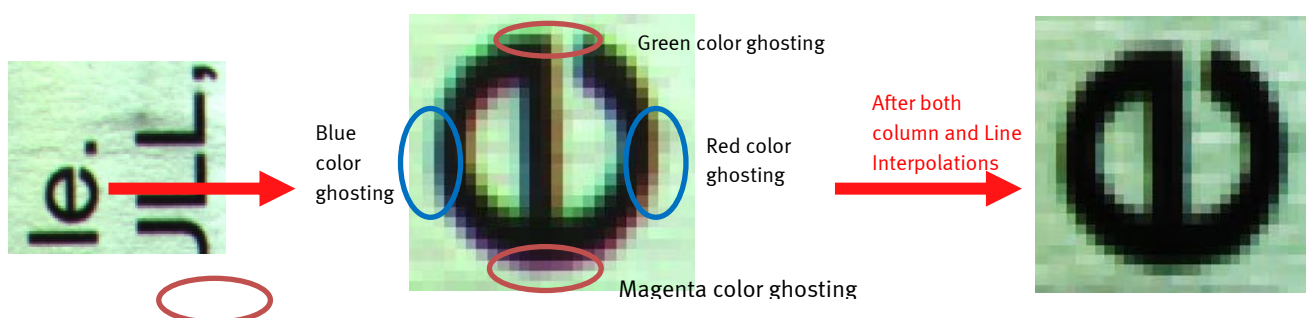 le.
JLL,
e
Green color ghosting
Blue
color
ghosting
Red color
ghosting
Magenta color ghosting
After both
column and Line
Interpolations
e